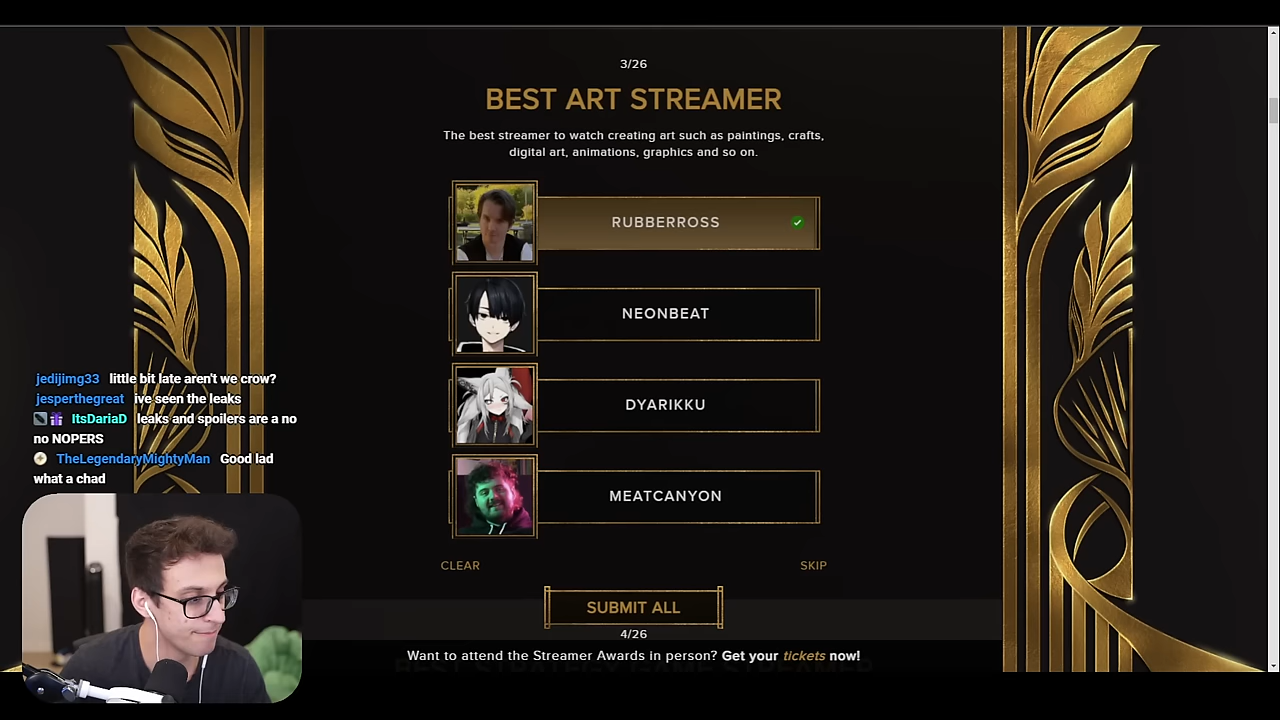 3/26
BEST ART STREAMER
The best streamer to watch creating art such as paintings, crafts,
digital art, animations, graphics and so on.
RUBBERROSS
NEONBEAT
DYARIKKU
MEATCANYON
CLEAR
SKIP
SUBMIT ALL
4/26
Want to attend the Streamer Awards in person? Get your tickets now!
jedijimg33 little bit late aren't we crow?
jesperthegreat ive seen the leaks
ItsDariaD leaks and spoilers are a no
no NOPERS
TheLegendaryMightyMan Good lad
what a chad